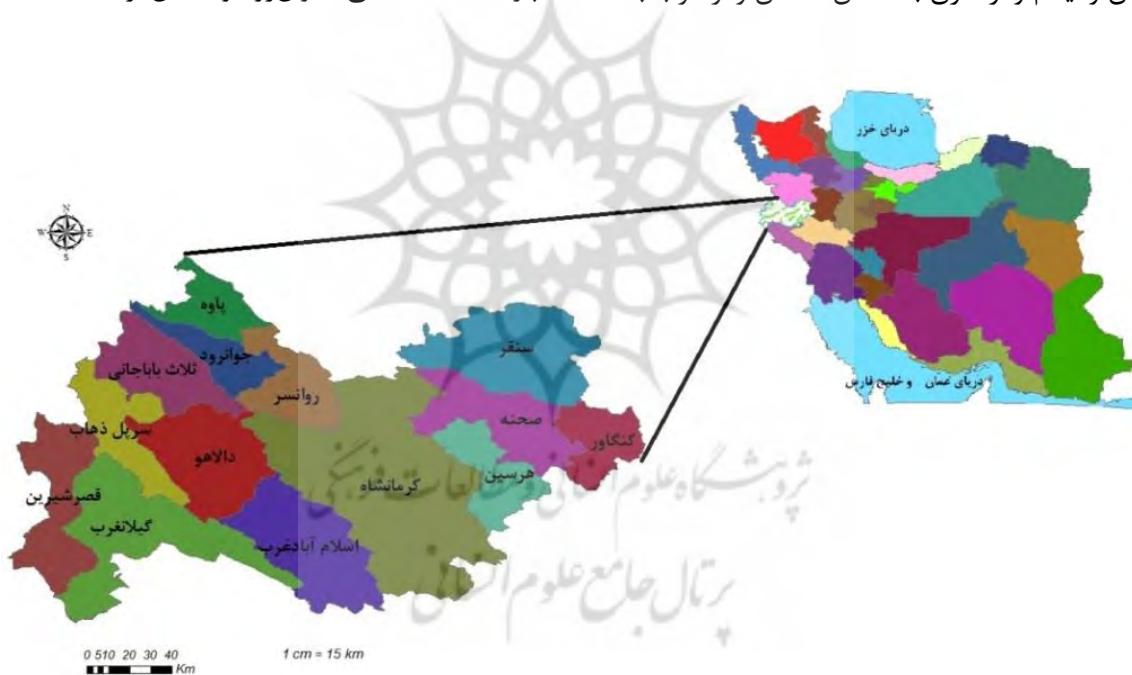 دریای خزر
دریای عمان و خلیج فارس
N
W
E
S
پاوه
جوانرود
ثلاث باباجانی
روانسر
سنقر
صحنه
کنگاور
هرسین
سرپل ذهاب
دالاهو
کرمانشاه
قصرشیرین
گیلانغرب
اسلام آبادغرب
پژوهشگاه علوم انسانی و مطالعات فرهنگی
پرتال جامع علوم انسانی
0 510 20 30 40
Km
1 cm = 15 km